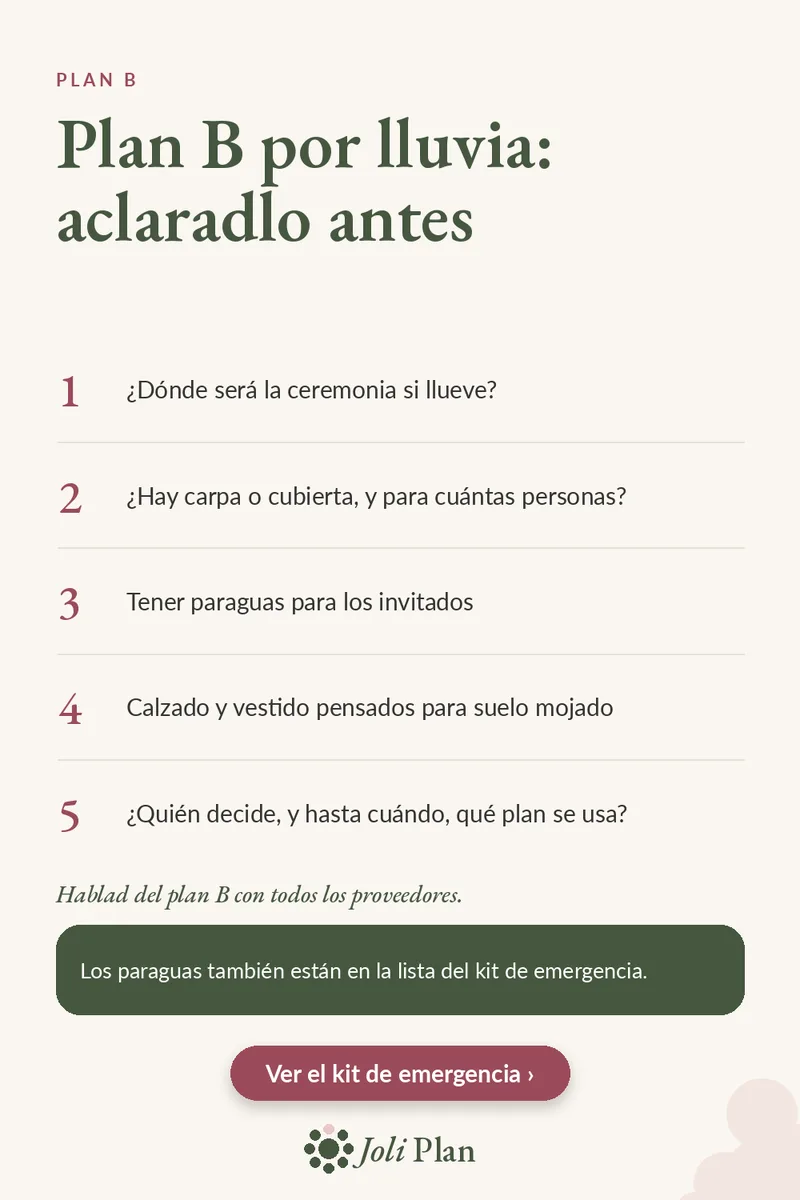 PLAN B
Plan B por lluvia:
aclaradlo antes
1 ¿Dónde será la ceremonia si llueve?
2 ¿Hay carpa o cubierta, y para cuántas personas?
3 Tener paraguas para los invitados
4 Calzado y vestido pensados para suelo mojado
5 ¿Quién decide, y hasta cuándo, qué plan se usa?
Hablad del plan B con todos los proveedores.
Los paraguas también están en la lista del kit de emergencia.
Ver el kit de emergencia ›
Joli Plan